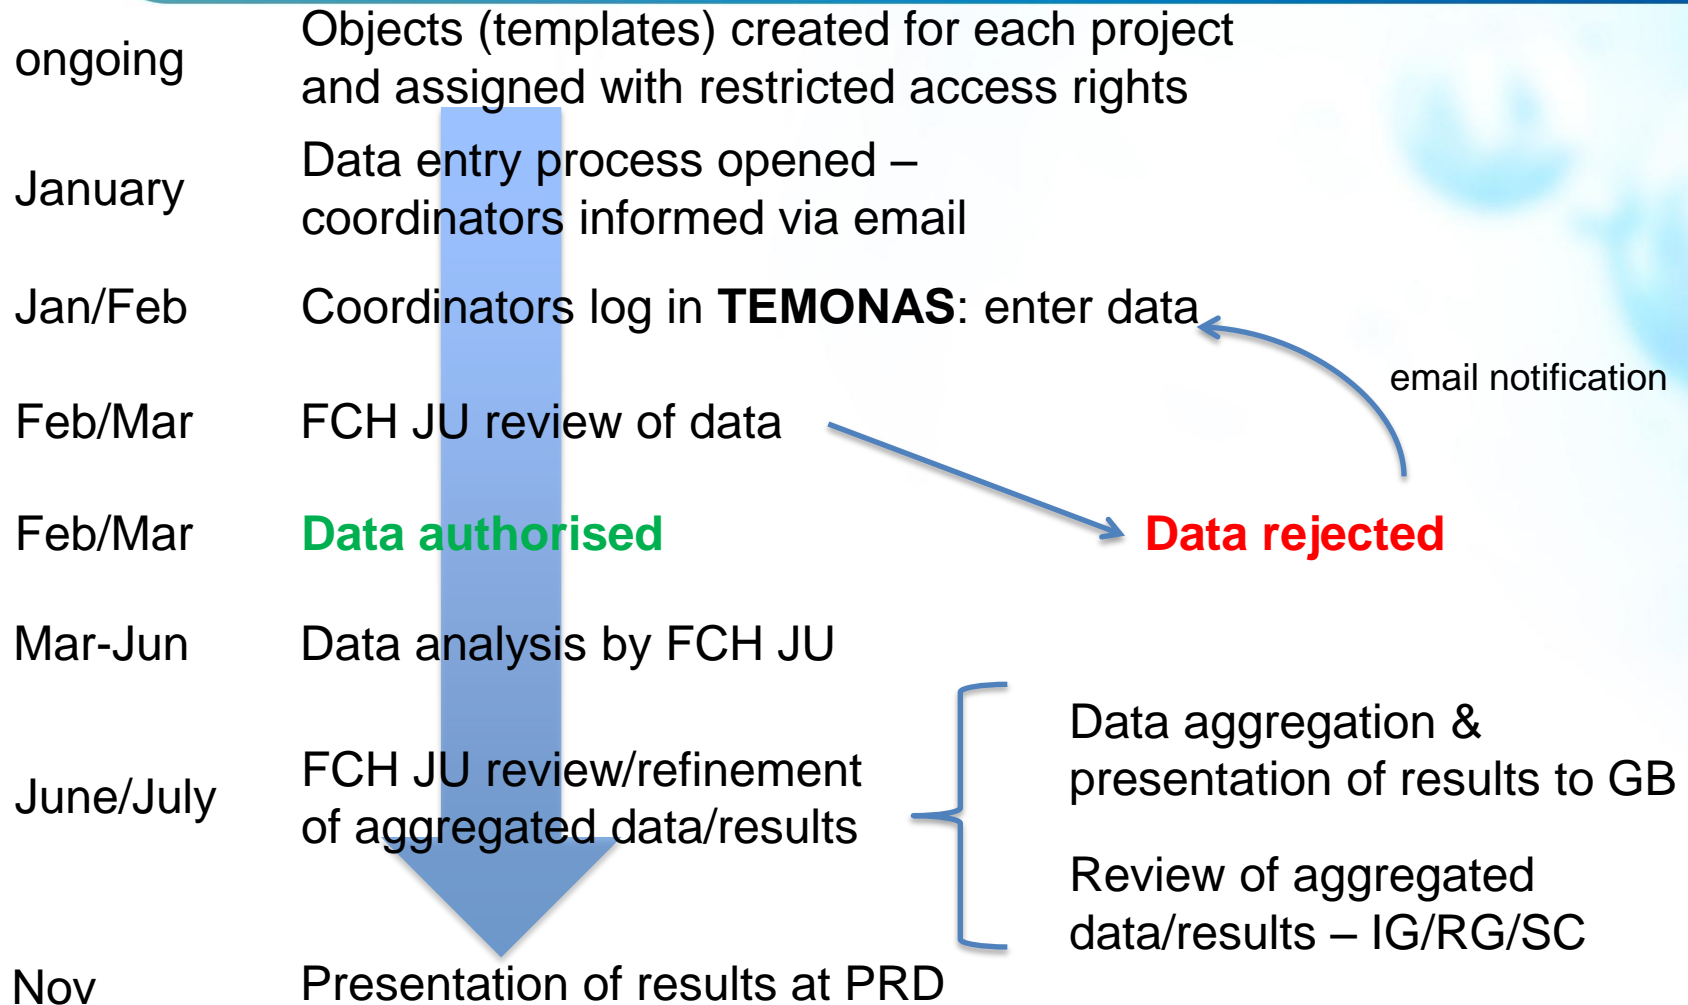 ongoing
Objects (templates) created for each project
and assigned with restricted access rights
January
Data entry process opened –
coordinators informed via email
Jan/Feb
Coordinators log in TEMONAS: enter data
email notification
Feb/Mar
FCH JU review of data
Feb/Mar
Data authorised
Data rejected
Mar-Jun
Data analysis by FCH JU
June/July
FCH JU review/refinement
of aggregated data/results
Data aggregation &
presentation of results to GB
Review of aggregated
data/results – IG/RG/SC
Nov
Presentation of results at PRD